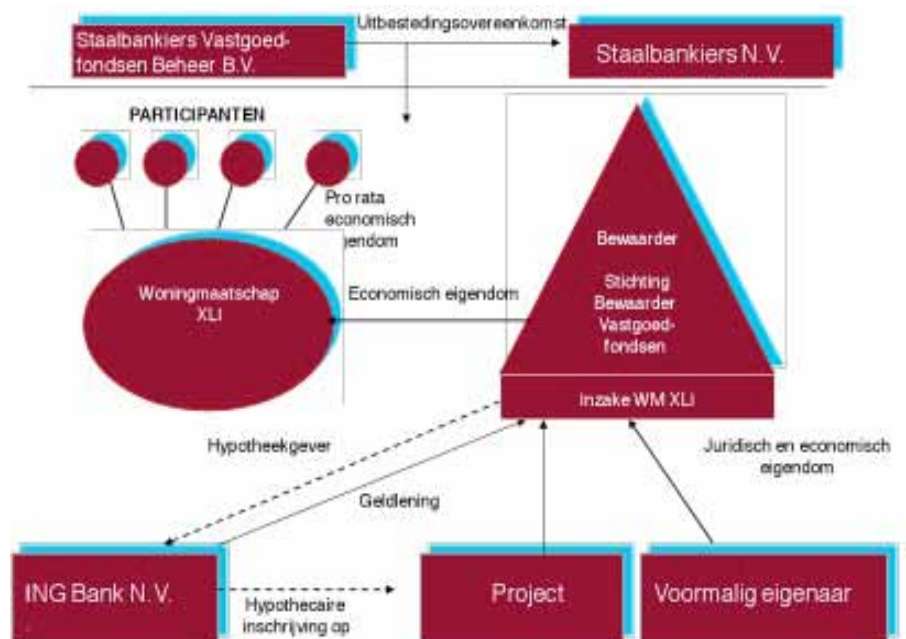 Uitbestedingsovereenkomst
Staalbankiers Vastgoed-
fondsen Beheer B.V.
Staalbankiers N.V.
PARTICIPANTEN
Pro rata
economisch
gendom
Bewaarder
Stichting
Bewaarder
Vastgoed-
fondsen
Woningmaatschap
XLI
Economisch eigendom
Inzake WM XLI
Hypotheekgever
Juridisch en economisch
eigendom
Geldlening
ING Bank N.V.
Hypothecaire
inschrijving op
Project
Voormalig eigenaar